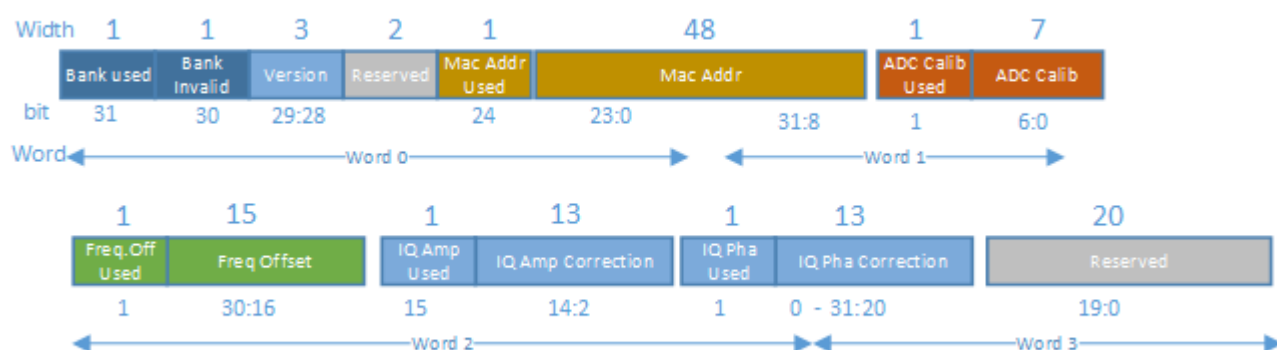 Width 1 1 3 2 1 48 1 7
Bank used Bank Invalid Version Reserved Mac Addr Used Mac Addr ADC Calib Used ADC Calib
bit 31 30 29:28 24 23:0 31:8 1 6:0
Word Word 0 Word 1
1 15 1 13 1 13 20
Freq.Off Used Freq Offset IQ Amp Used IQ Amp Correction IQ Pha Used IQ Pha Correction Reserved
1 30:16 15 14:2 1 0 - 31:20 19:0
Word 2 Word 3